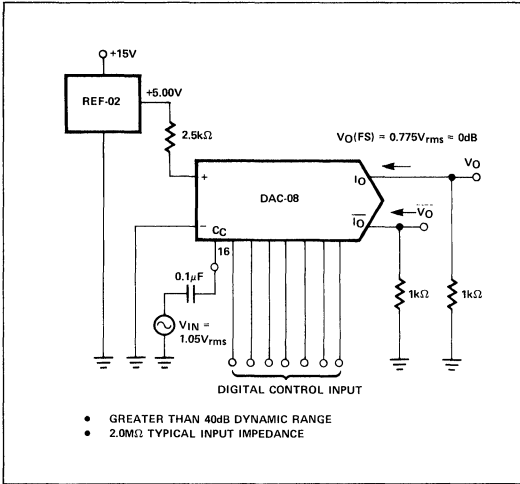 +15V
REF-02
+5.00V
2.5kΩ
VO(FS) = 0.775Vrms = 0dB
+
IO
VO
DAC-08
−
CC
IO
VO
16
0.1μF
VIN =
1.05Vrms
1kΩ
1kΩ
DIGITAL CONTROL INPUT
• GREATER THAN 40dB DYNAMIC RANGE
• 2.0MΩ TYPICAL INPUT IMPEDANCE